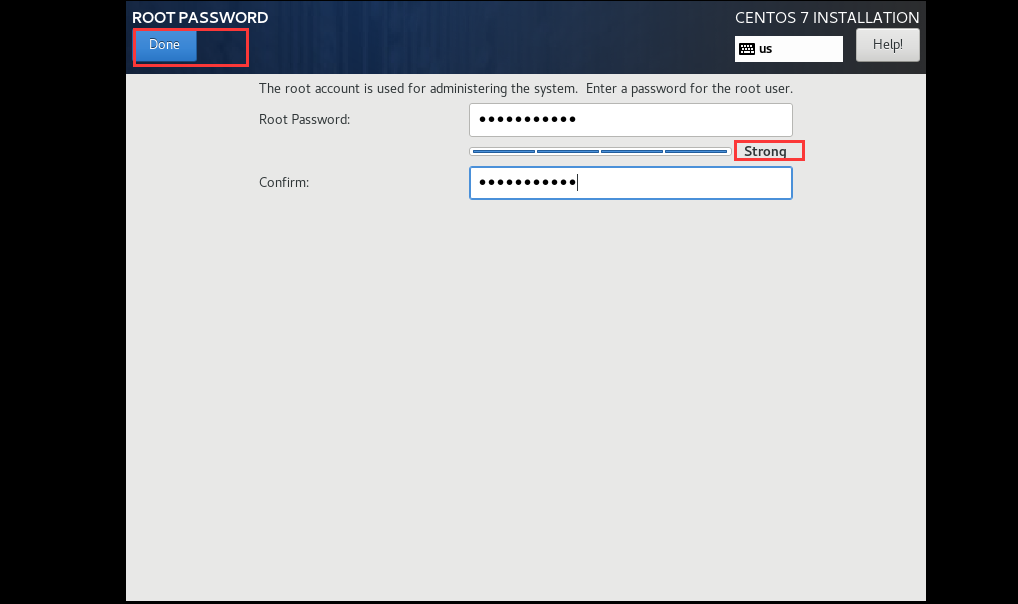 ROOT PASSWORD
CENTOS 7 INSTALLATION
Done
us
Help!
The root account is used for administering the system.  Enter a password for the root user.
Root Password:
•••••••••••
Strong
Confirm:
•••••••••••